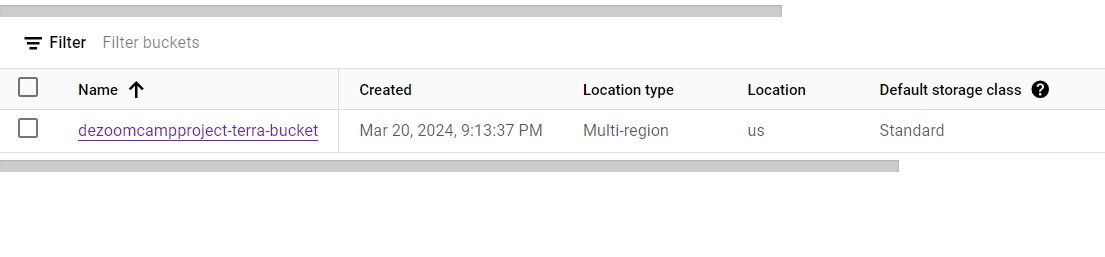 Filter Filter buckets
Name Created Location type Location Default storage class
dezoomcampproject-terra-bucket Mar 20, 2024, 9:13:37 PM Multi-region us Standard